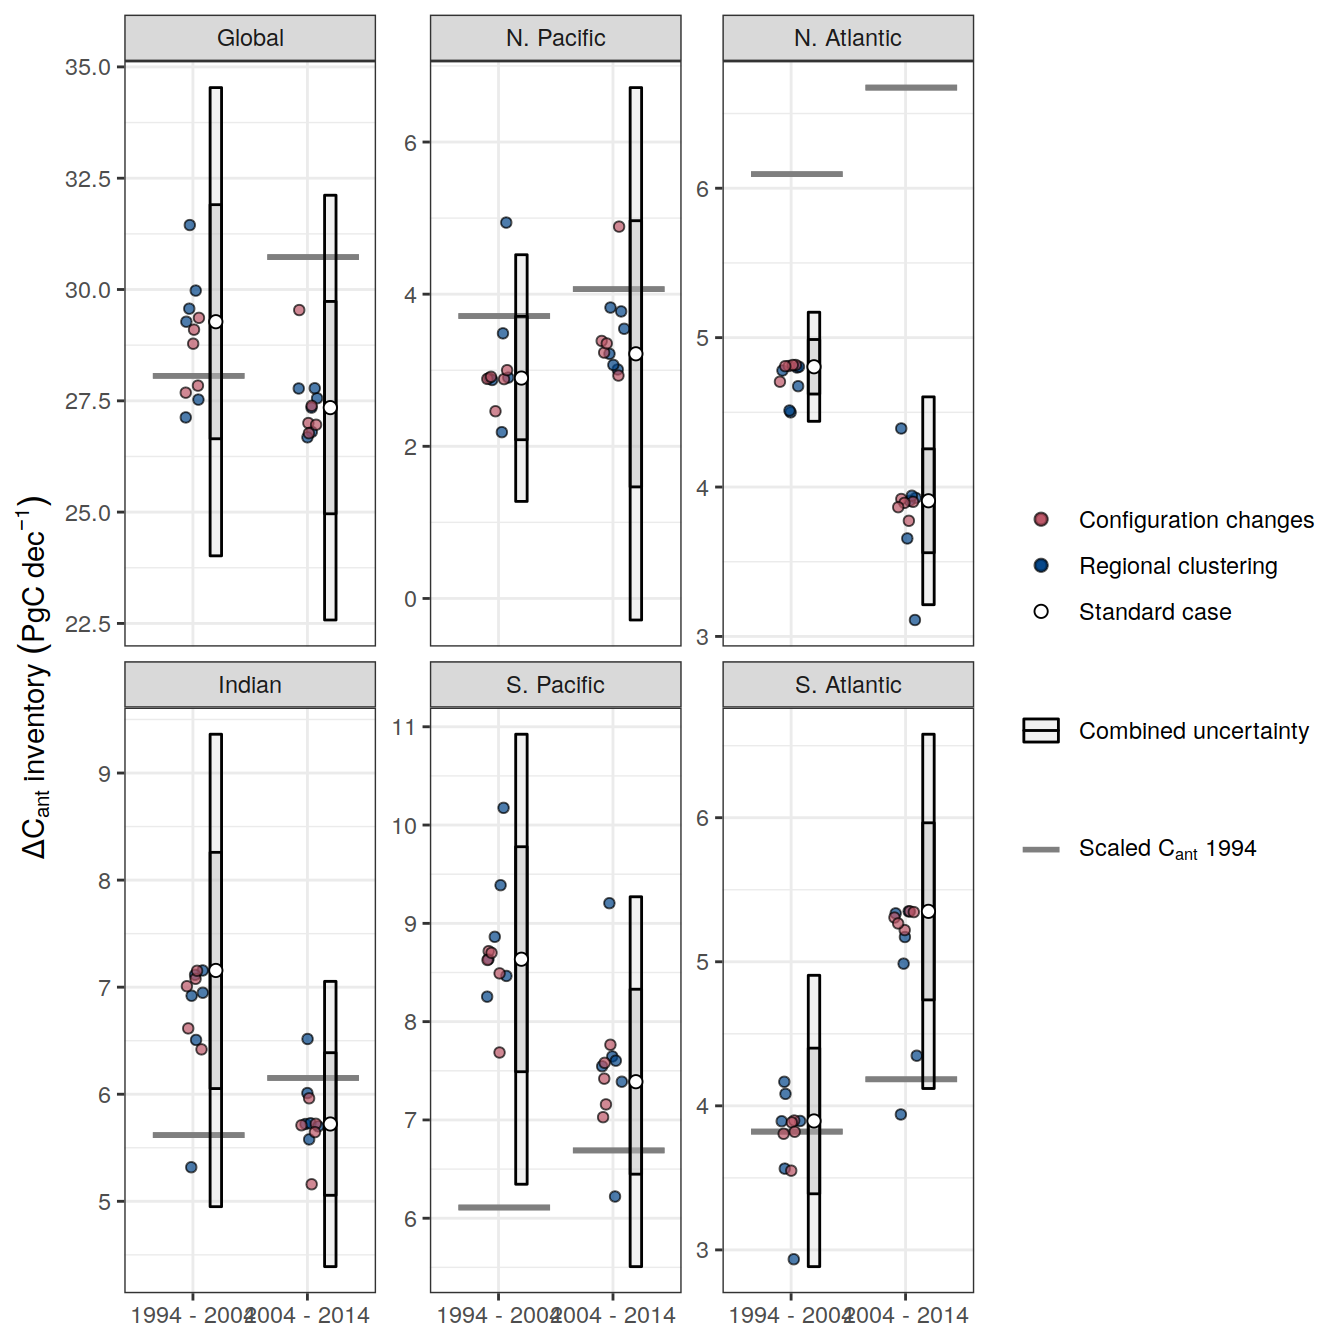 Global
N. Pacific
N. Atlantic
35.0
32.5
30.0
27.5
25.0
22.5
6
4
2
0
6
5
4
3
Indian
S. Pacific
S. Atlantic
9
8
7
6
5
11
10
9
8
7
6
6
5
4
3
1994 - 2004
2004 - 2014
1994 - 2004
2004 - 2014
1994 - 2004
2004 - 2014
ΔCant inventory (PgC dec⁻¹)
Configuration changes
Regional clustering
Standard case
Combined uncertainty
Scaled Cant 1994